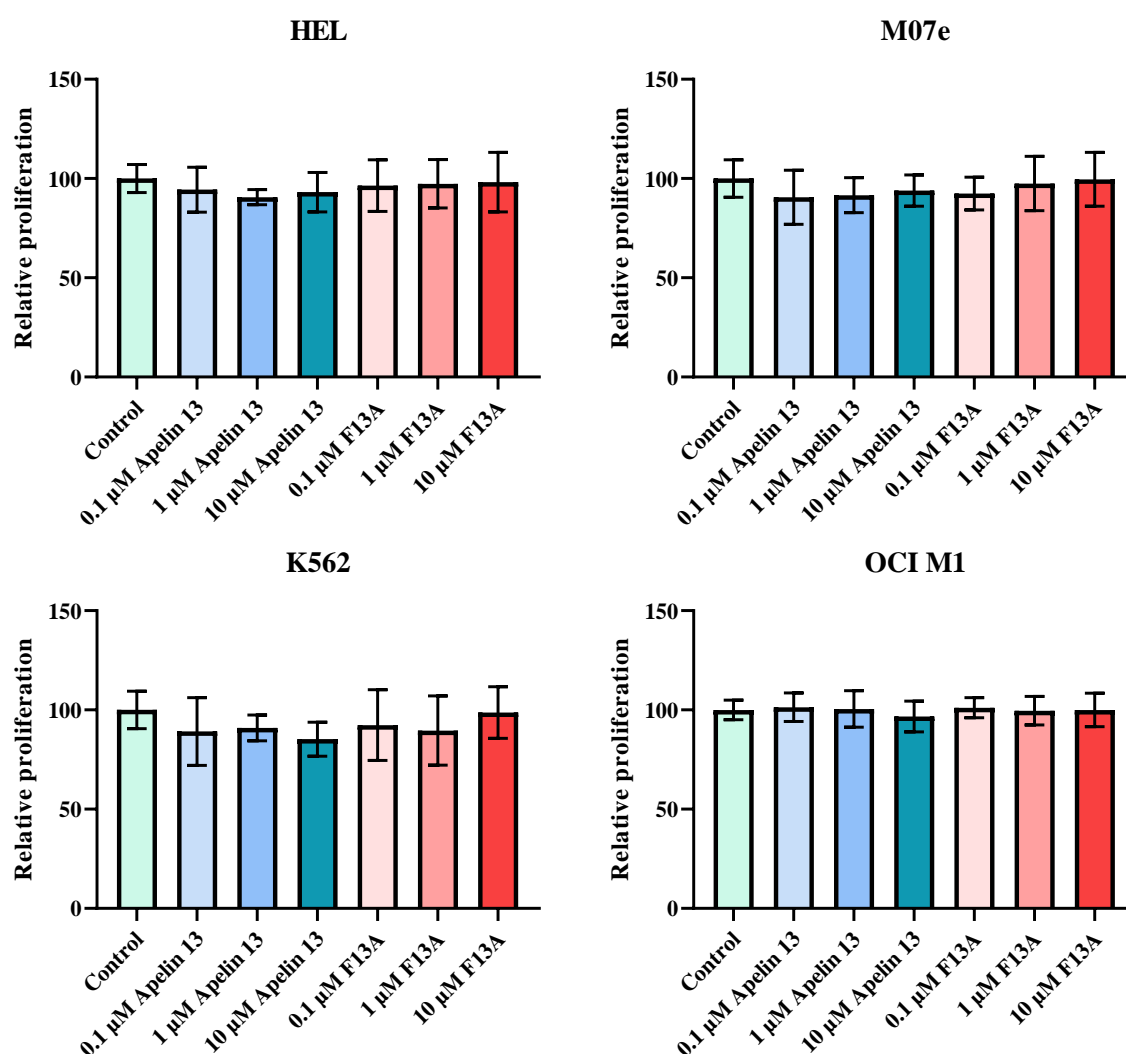 HEL
Relative proliferation
150
100
50
0
Control
0.1 µM Apelin 13
1 µM Apelin 13
10 µM Apelin 13
0.1 µM F13A
1 µM F13A
10 µM F13A
M07e
Relative proliferation
150
100
50
0
Control
0.1 µM Apelin 13
1 µM Apelin 13
10 µM Apelin 13
0.1 µM F13A
1 µM F13A
10 µM F13A
K562
Relative proliferation
150
100
50
0
Control
0.1 µM Apelin 13
1 µM Apelin 13
10 µM Apelin 13
0.1 µM F13A
1 µM F13A
10 µM F13A
OCI M1
Relative proliferation
150
100
50
0
Control
0.1 µM Apelin 13
1 µM Apelin 13
10 µM Apelin 13
0.1 µM F13A
1 µM F13A
10 µM F13A